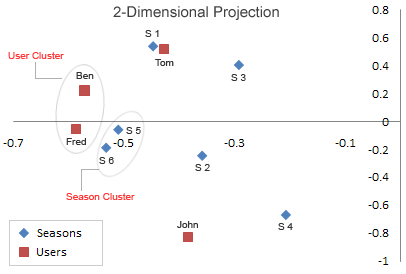 2-Dimensional Projection
0.8
0.6
0.4
0.2
0
-0.2
-0.4
-0.6
-0.8
-1
-0.7
-0.5
-0.3
-0.1
User Cluster
Ben
Fred
S 1
Tom
S 3
S 5
S 6
S 2
Season Cluster
John
S 4
Seasons
Users